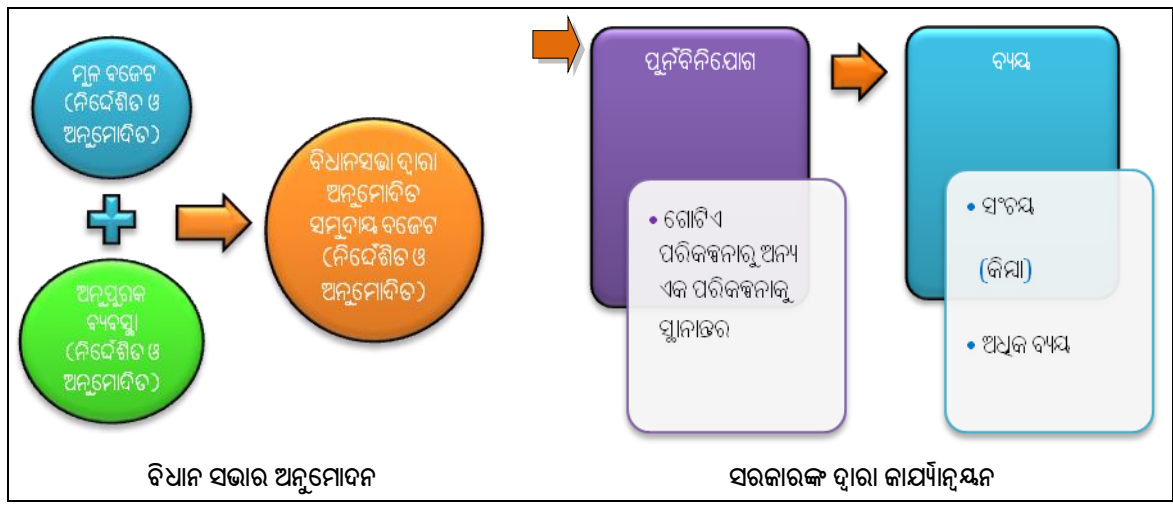 ମୂଳ ବଜେଟ
(ନିର୍ଦ୍ଦେଶିତ ଓ
ଅନୁମୋଦିତ)
ଅନୁପୁରକ
ବ୍ୟବସ୍ଥା
(ନିର୍ଦ୍ଦେଶିତ ଓ
ଅନୁମୋଦିତ)
ବିଧାନସଭା ଦ୍ୱାରା
ଅନୁମୋଦିତ
ସମୁଦାୟ ବଜେଟ
(ନିର୍ଦ୍ଦେଶିତ ଓ
ଅନୁମୋଦିତ)
ବିଧାନ ସଭାର ଅନୁମୋଦନ
ପୁର୍ନବିନିଯୋଗ
• ଗୋଟିଏ
ପରିକଳ୍ପନାରୁ ଅନ୍ୟ
ଏକ ପରିକଳ୍ପନାକୁ
ସ୍ଥାନାନ୍ତର
ବ୍ୟୟ
• ସଂଚୟ
(କିମ୍ବା)
• ଅଧିକ ବ୍ୟୟ
ସରକାରଙ୍କ ଦ୍ୱାରା କାର୍ଯ୍ୟାନ୍ୱୟନ